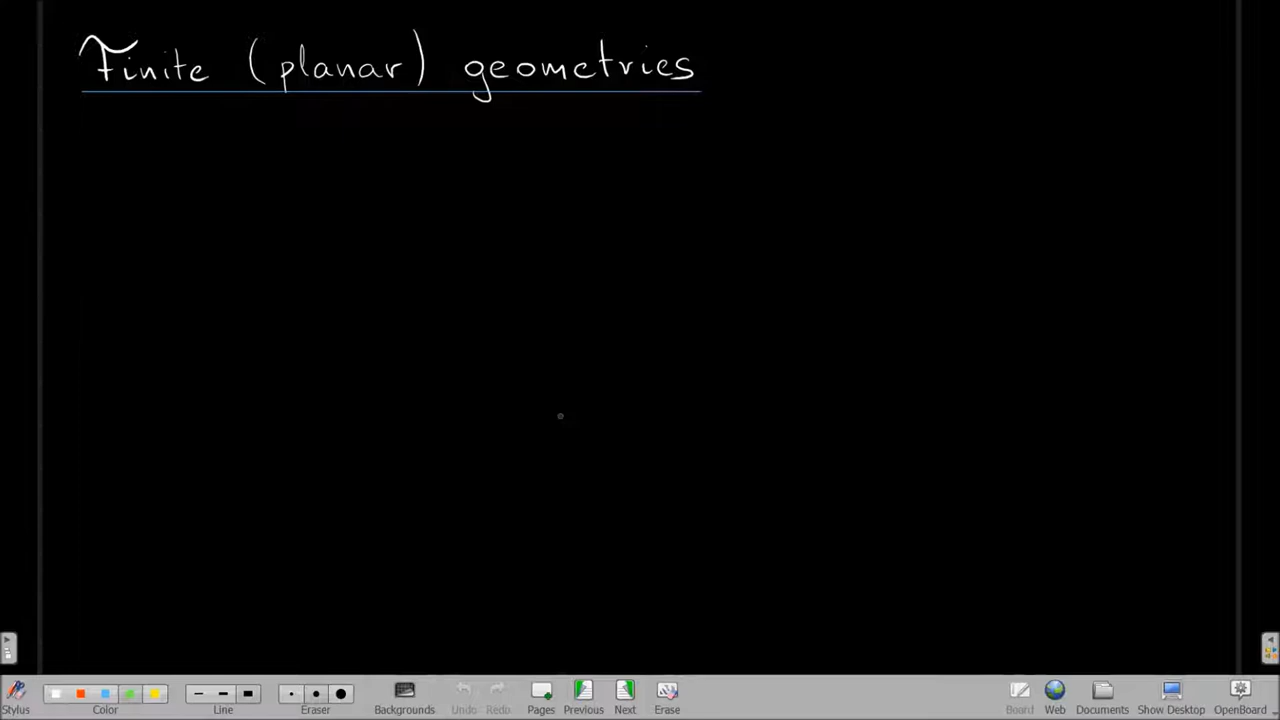 Finite (planar) geometries
Stylus
Color
Line
Eraser
Backgrounds
Undo
Redo
Pages
Previous
Next
Erase
Board
Web
Documents
Show Desktop
OpenBoard